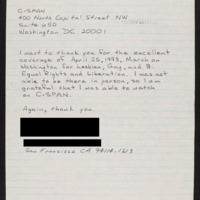 C-SPAN
400 North Capital Street NW
Suite 650
Washington DC 20001
I want to thank you for the excellent
coverage of April 25, 1993, March on
Washington for Lesbian, Gay, and B.
Equal Rights and Liberation. I was not
able to be there in person, so I am
grateful that I was able to watch
on C-SPAN.
Again, thank you.
San Francisco CA 94114-1213